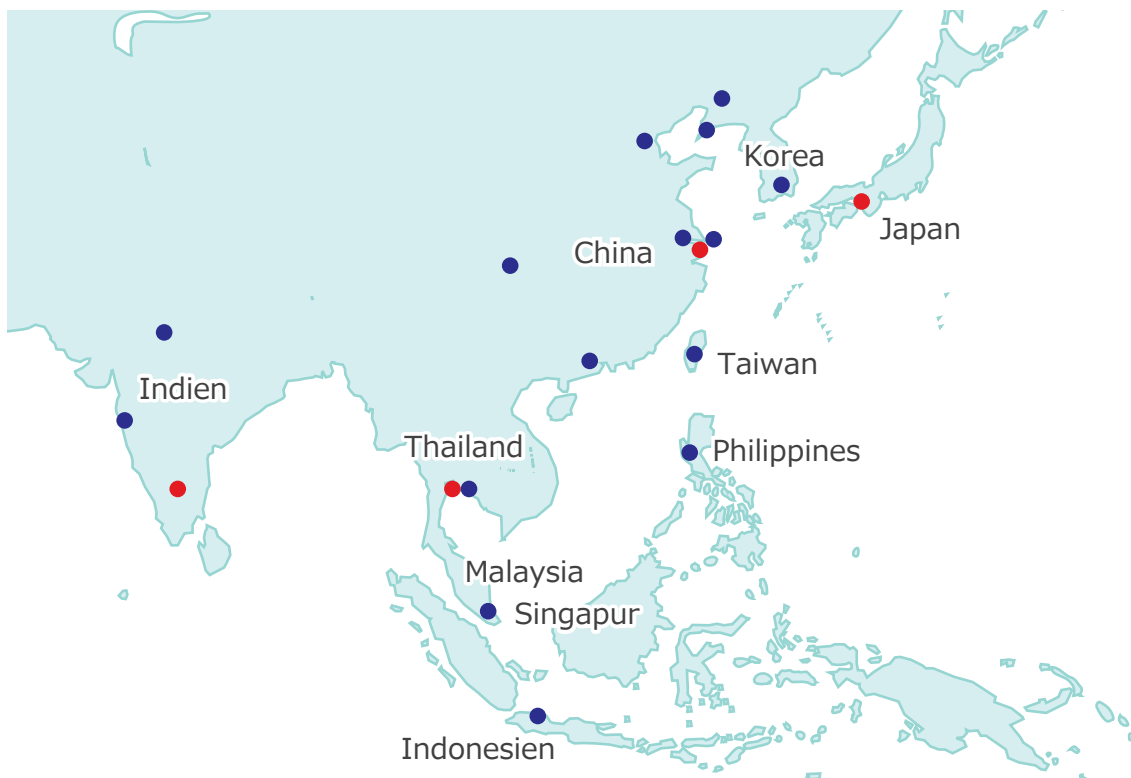 Korea
Japan
China
Taiwan
Indien
Thailand
Philippines
Malaysia
Singapur
Indonesien